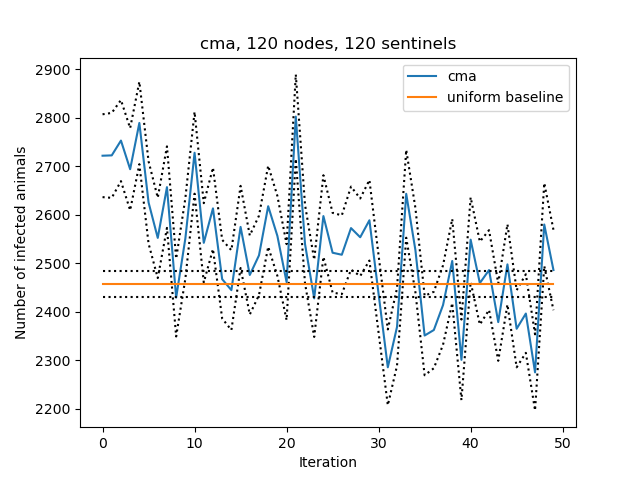 cma, 120 nodes, 120 sentinels
cma
uniform baseline
Number of infected animals
2900
2800
2700
2600
2500
2400
2300
2200
0 10 20 30 40 50
Iteration